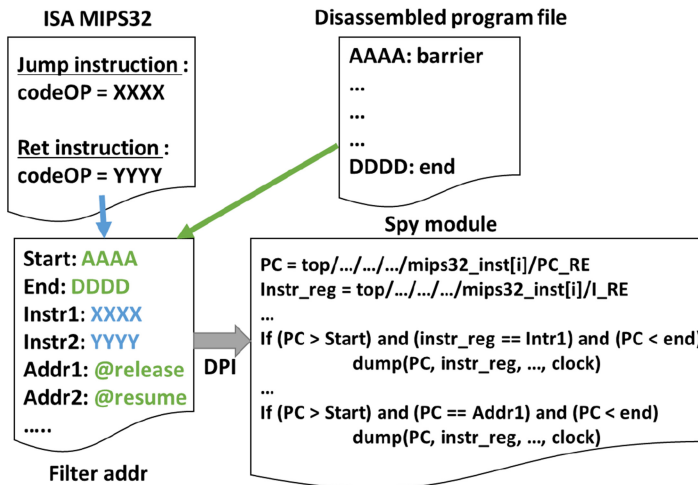 ISA MIPS32
Jump instruction :
codeOP = XXXX
Ret instruction :
codeOP = YYYY
Disassembled program file
AAAA: barrier
...
...
...
DDDD: end
Start: AAAA
End: DDDD
Instr1: XXXX
Instr2: YYYY
Addr1: @release
Addr2: @resume
.....
Filter addr
DPI
Spy module
PC = top/.../.../.../mips32_inst[i]/PC_RE
Instr_reg = top/.../.../.../mips32_inst[i]/I_RE
...
If (PC > Start) and (instr_reg == Intr1) and (PC < end)
dump(PC, instr_reg, ..., clock)
...
If (PC > Start) and (PC == Addr1) and (PC < end)
dump(PC, instr_reg, ..., clock)